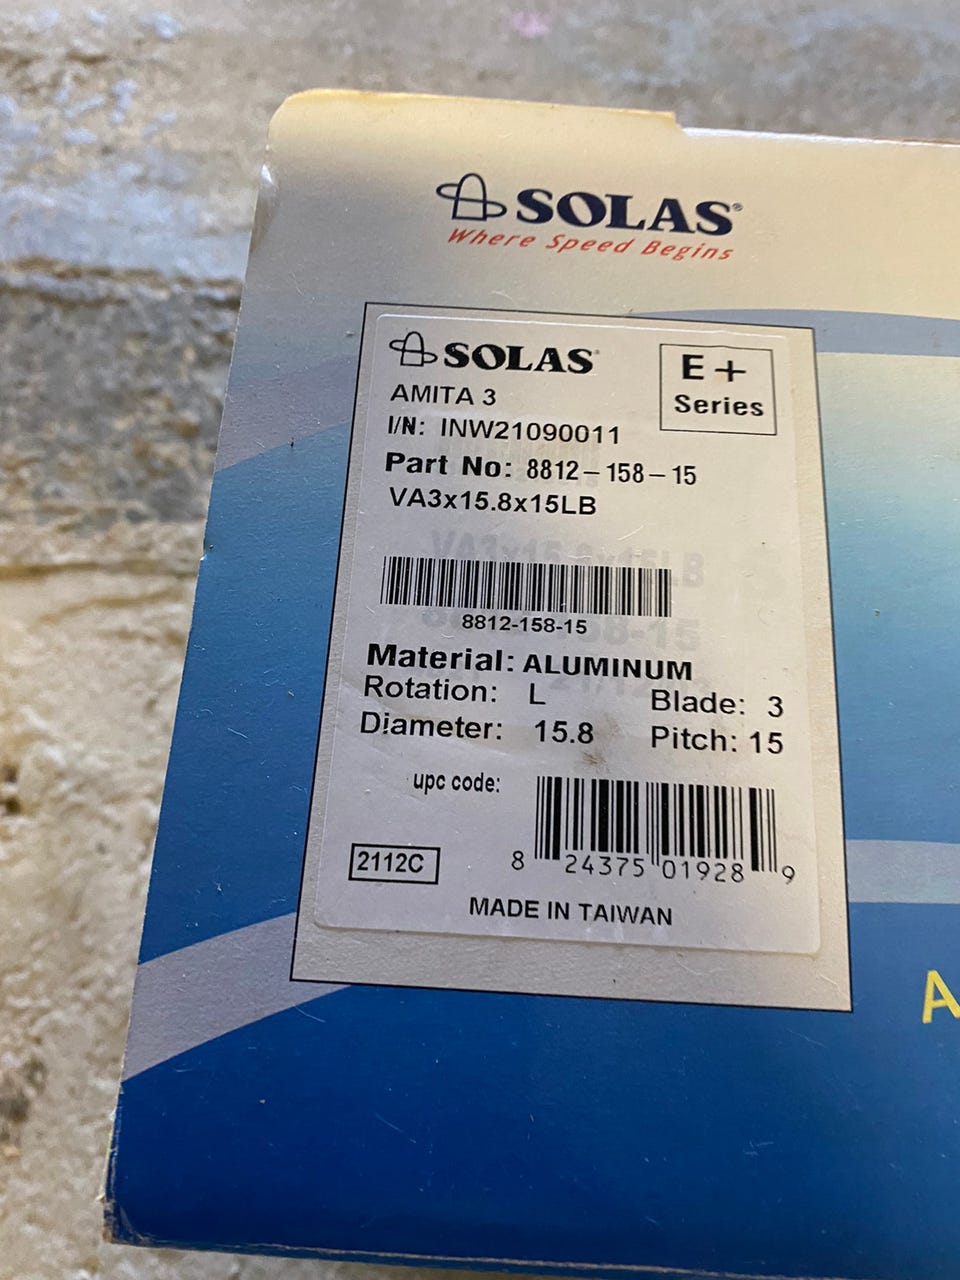 SOLAS®
Where Speed Begins
SOLAS
E+
Series
AMITA 3
I/N: INW21090011
Part No: 8812-158-15
VA3x15.8x15LB
VA3x15.8x15LB
8812-158-15
Material: ALUMINUM
Rotation: L Blade: 3
Diameter: 15.8 Pitch: 15
upc code:
8 24375 01928 9
2112C
MADE IN TAIWAN
A